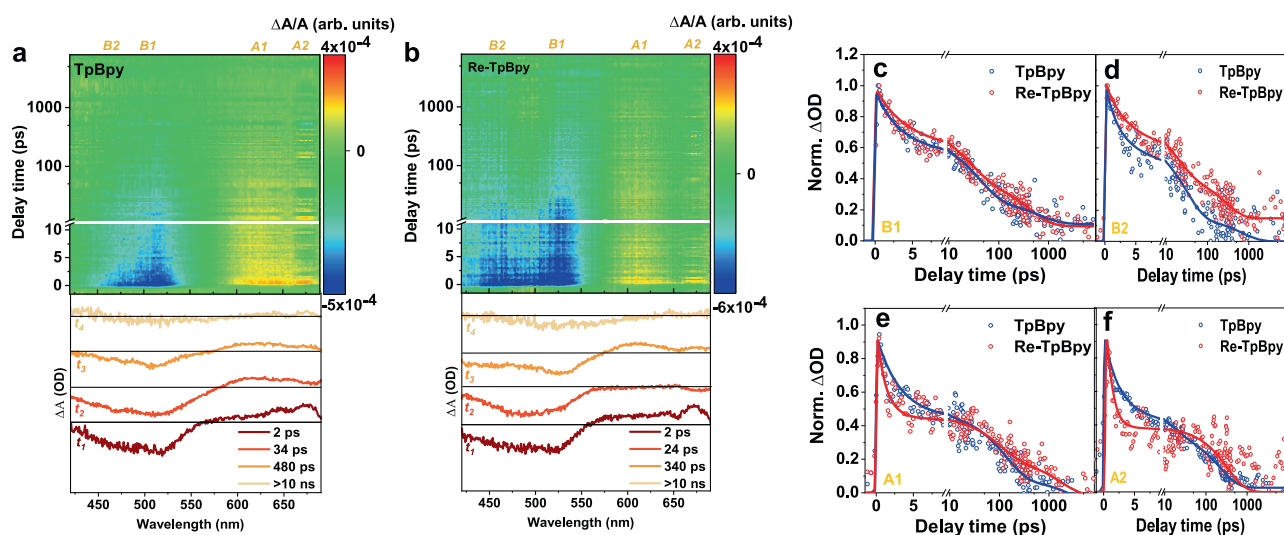 ΔA/A (arb. units)
B2 B1 A1 A2
4x10⁻⁴
a
TpBpy
1000
100
10
5
0
Delay time (ps)
0
-5x10⁻⁴
t₄
t₃
t₂
t₁
ΔA (OD)
2 ps
34 ps
480 ps
>10 ns
450 500 550 600 650
Wavelength (nm)
ΔA/A (arb. units)
B2 B1 A1 A2
4x10⁻⁴
b
Re-TpBpy
1000
100
10
5
0
Delay time (ps)
0
-6x10⁻⁴
t₄
t₃
t₂
t₁
ΔA (OD)
2 ps
24 ps
340 ps
>10 ns
450 500 550 600 650
Wavelength (nm)
c
TpBpy
Re-TpBpy
1.2
1.0
0.8
0.6
0.4
0.2
0.0
Norm. ΔOD
B1
0 5 10 100 1000
Delay time (ps)
d
TpBpy
Re-TpBpy
B2
0 5 10 100 1000
Delay time (ps)
e
TpBpy
Re-TpBpy
1.0
0.8
0.6
0.4
0.2
0.0
Norm. ΔOD
A1
0 5 10 100 1000
Delay time (ps)
f
TpBpy
Re-TpBpy
A2
0 5 10 100 1000
Delay time (ps)